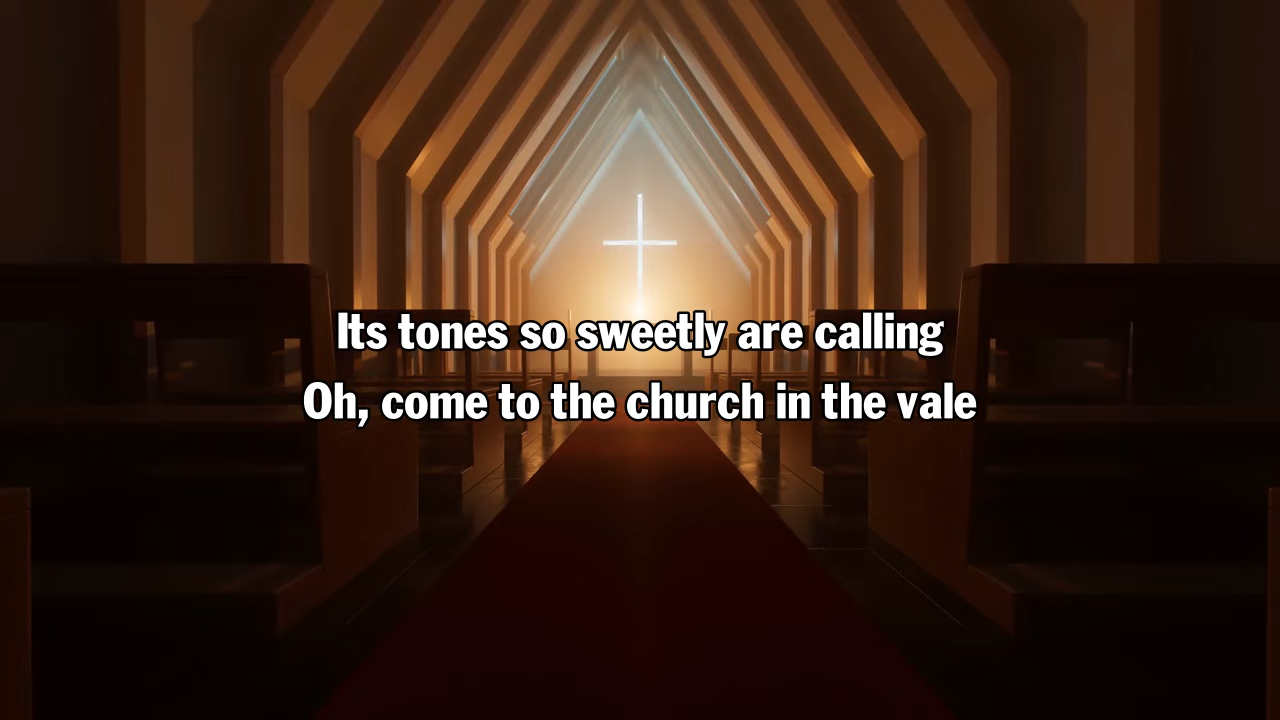 Its tones so sweetly are calling
Oh, come to the church in the vale